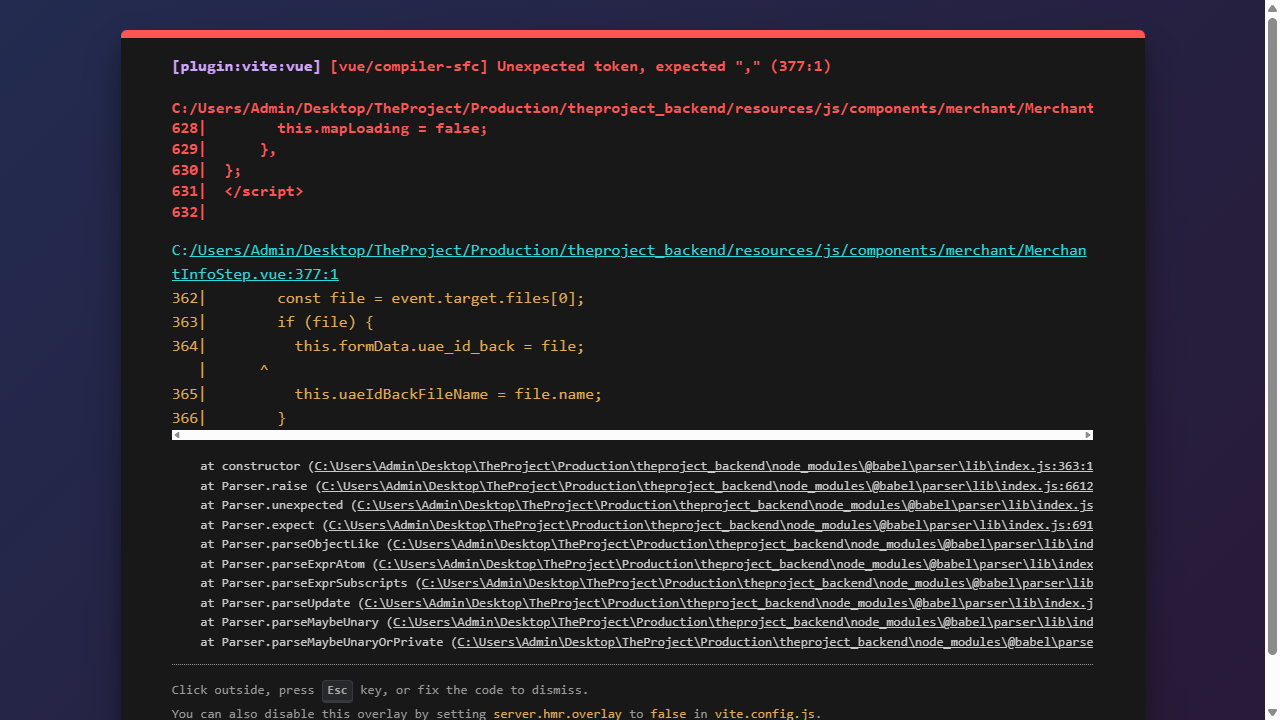 [plugin:vite:vue] [vue/compiler-sfc] Unexpected token, expected "," (377:1)
C:/Users/Admin/Desktop/TheProject/Production/theproject_backend/resources/js/components/merchant/Merchant
628|        this.mapLoading = false;
629|      },
630|  };
631|  </script>
632|
C:/Users/Admin/Desktop/TheProject/Production/theproject_backend/resources/js/components/merchant/Merchan
tInfoStep.vue:377:1
362|        const file = event.target.files[0];
363|        if (file) {
364|          this.formData.uae_id_back = file;
   |      ^
365|          this.uaeIdBackFileName = file.name;
366|        }
at constructor (C:\Users\Admin\Desktop\TheProject\Production\theproject_backend\node_modules\@babel\parser\lib\index.js:363:1
at Parser.raise (C:\Users\Admin\Desktop\TheProject\Production\theproject_backend\node_modules\@babel\parser\lib\index.js:6612
at Parser.unexpected (C:\Users\Admin\Desktop\TheProject\Production\theproject_backend\node_modules\@babel\parser\lib\index.js
at Parser.expect (C:\Users\Admin\Desktop\TheProject\Production\theproject_backend\node_modules\@babel\parser\lib\index.js:691
at Parser.parseObjectLike (C:\Users\Admin\Desktop\TheProject\Production\theproject_backend\node_modules\@babel\parser\lib\ind
at Parser.parseExprAtom (C:\Users\Admin\Desktop\TheProject\Production\theproject_backend\node_modules\@babel\parser\lib\index
at Parser.parseExprSubscripts (C:\Users\Admin\Desktop\TheProject\Production\theproject_backend\node_modules\@babel\parser\lib
at Parser.parseUpdate (C:\Users\Admin\Desktop\TheProject\Production\theproject_backend\node_modules\@babel\parser\lib\index.j
at Parser.parseMaybeUnary (C:\Users\Admin\Desktop\TheProject\Production\theproject_backend\node_modules\@babel\parser\lib\ind
at Parser.parseMaybeUnaryOrPrivate (C:\Users\Admin\Desktop\TheProject\Production\theproject_backend\node_modules\@babel\parse
Click outside, press Esc key, or fix the code to dismiss.
You can also disable this overlay by setting server.hmr.overlay to false in vite.config.js.